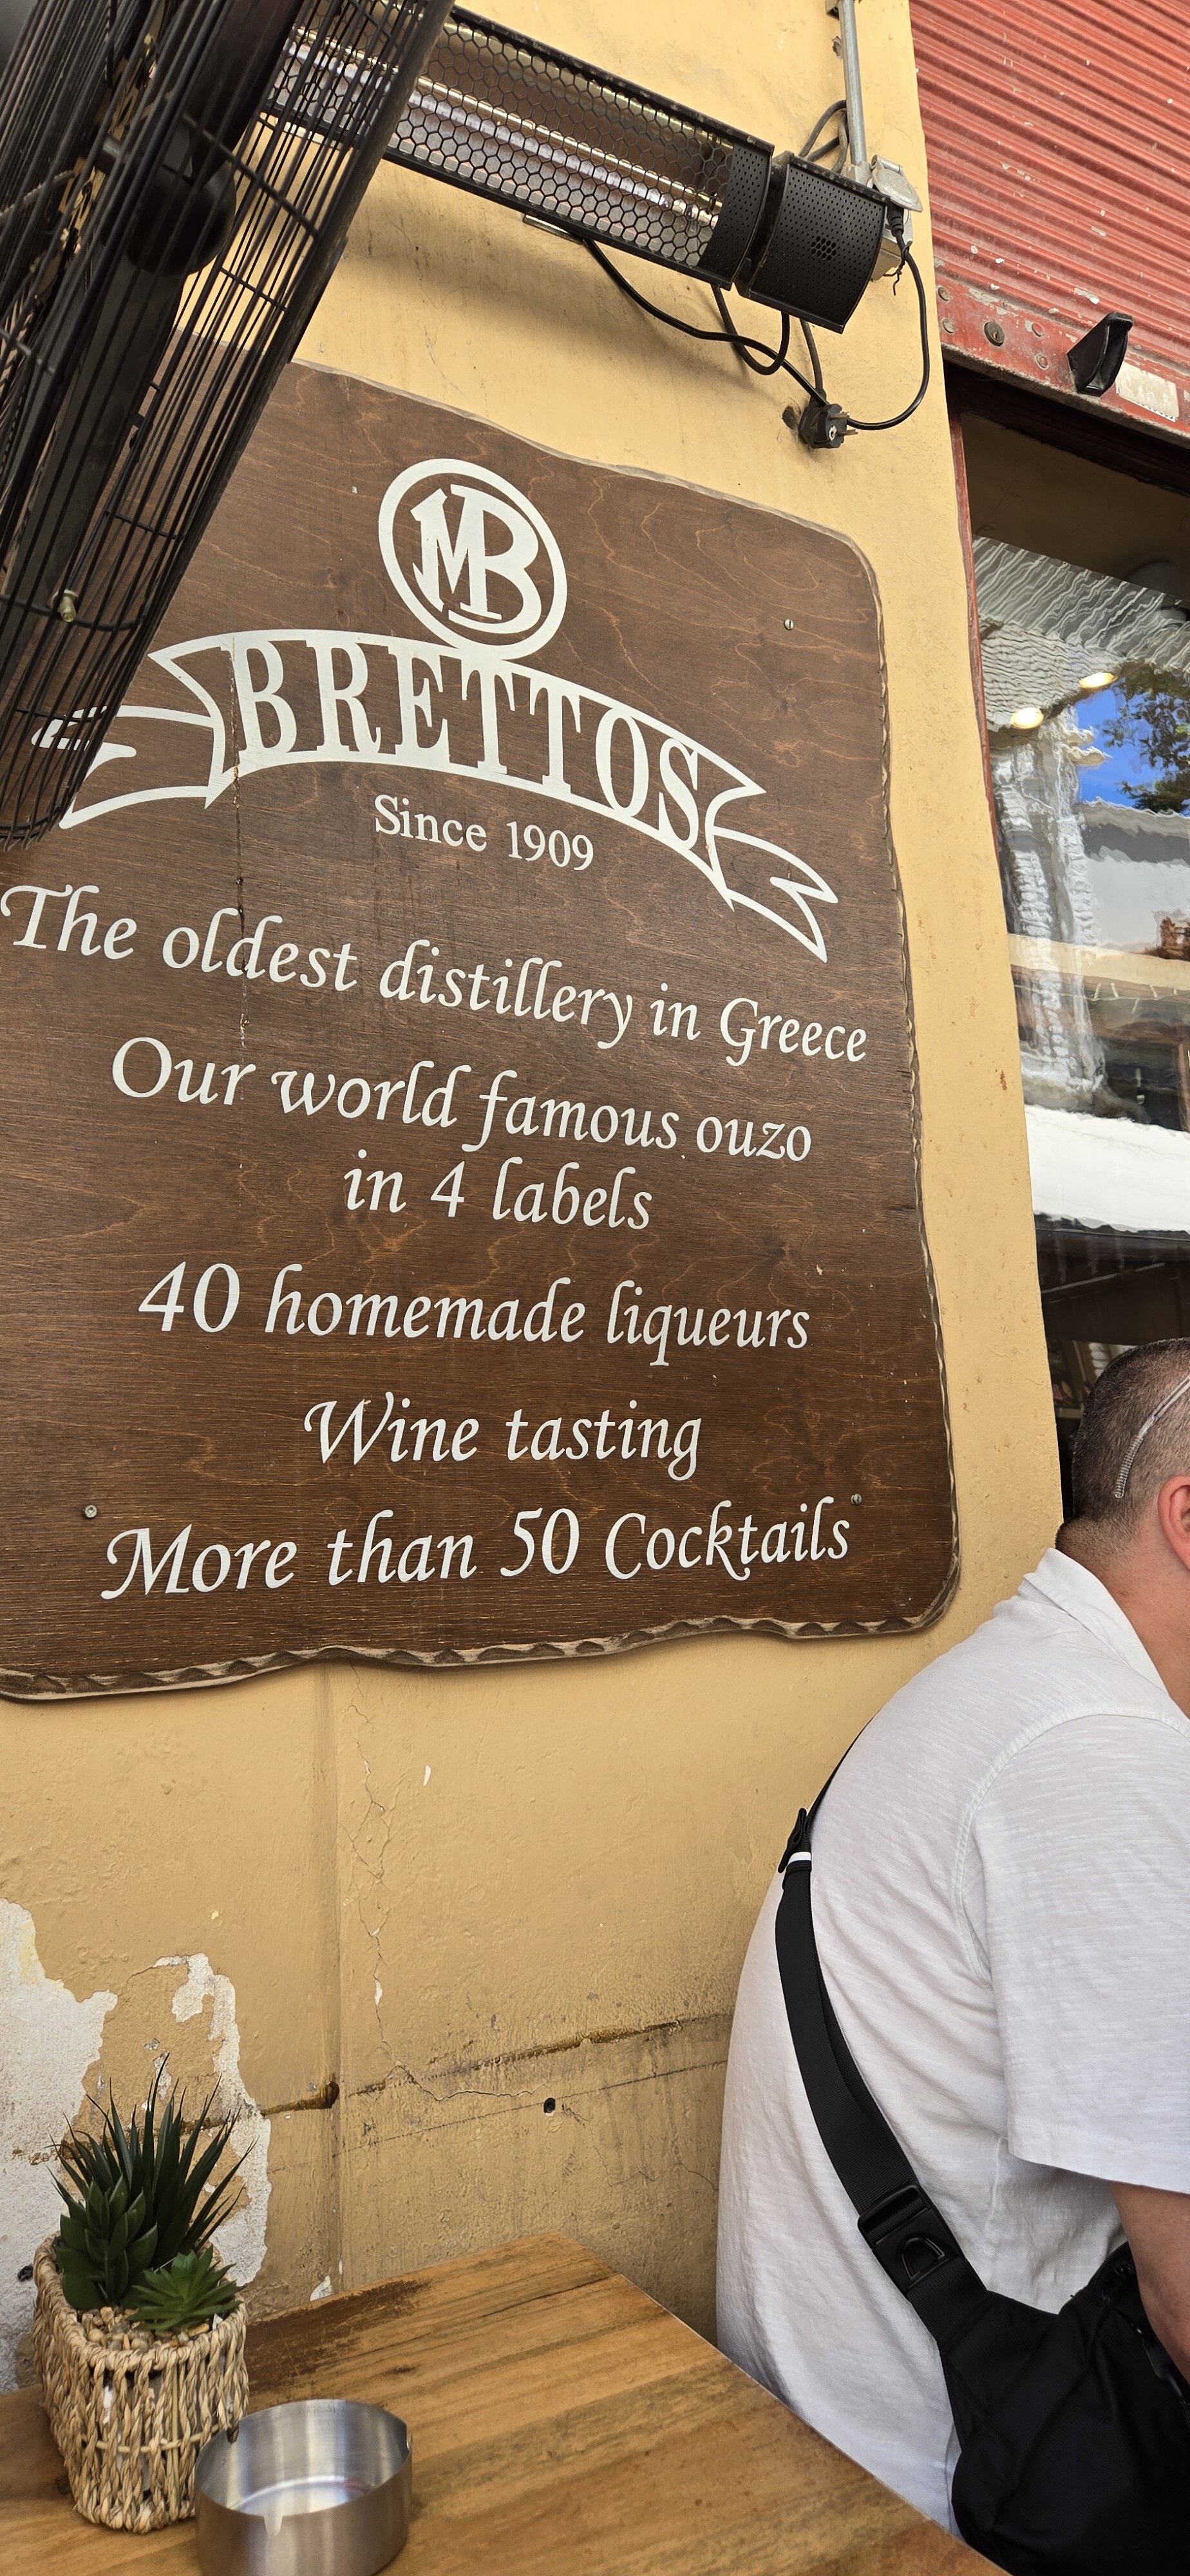 MB
BRETTOS
Since 1909
The oldest distillery in Greece
Our world famous ouzo
in 4 labels
40 homemade liqueurs
Wine tasting
More than 50 Cocktails